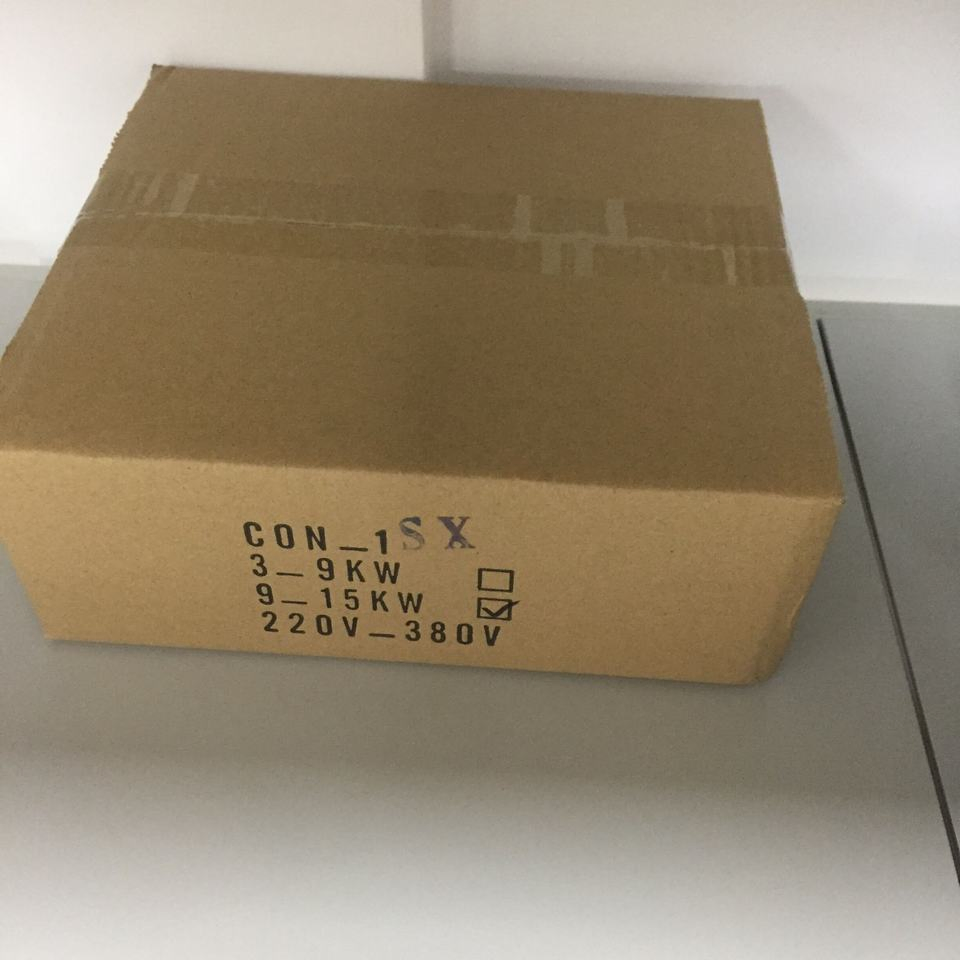 CON_1SX
3_9KW ☐
9_15KW ☑
220V_380V